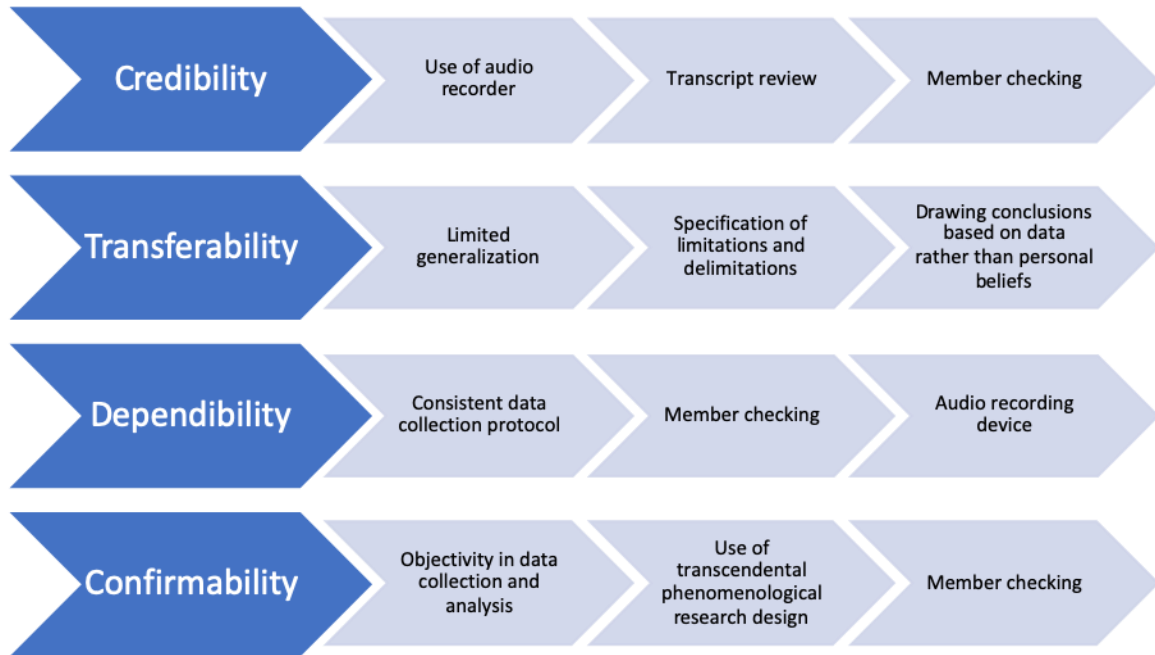 Credibility
Use of audio
recorder
Transcript review
Member checking
Transferability
Limited
generalization
Specification of
limitations and
delimitations
Drawing conclusions
based on data
rather than personal
beliefs
Dependibility
Consistent data
collection protocol
Member checking
Audio recording
device
Confirmability
Objectivity in data
collection and
analysis
Use of
transcendental
phenomenological
research design
Member checking